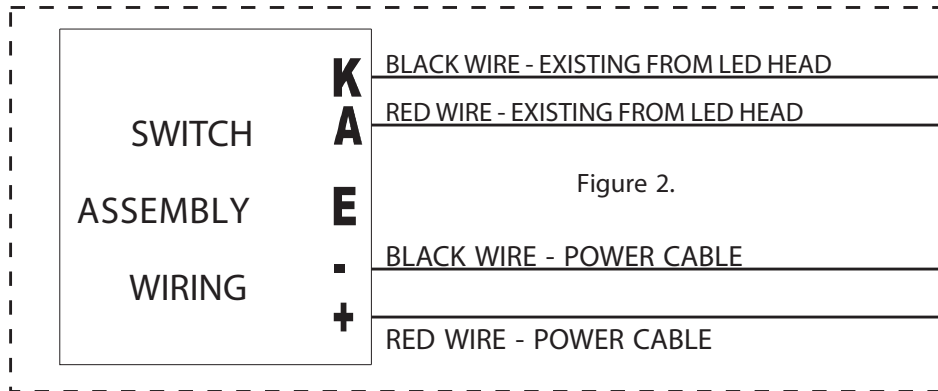 K BLACK WIRE - EXISTING FROM LED HEAD
A RED WIRE - EXISTING FROM LED HEAD
SWITCH
Figure 2.
ASSEMBLY
E
- BLACK WIRE - POWER CABLE
WIRING
+
RED WIRE - POWER CABLE